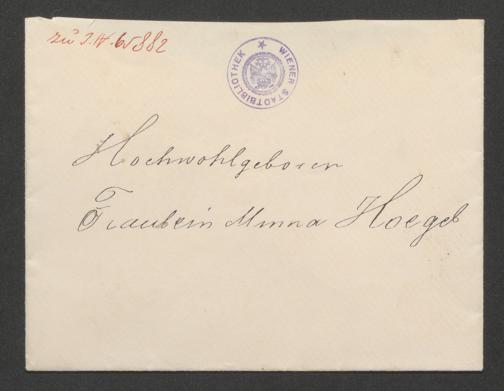 zu I.N. 65882
WIENER STADTBIBLIOTHEK
Hochwohlgeboren
Fräulein Minna Hoegel